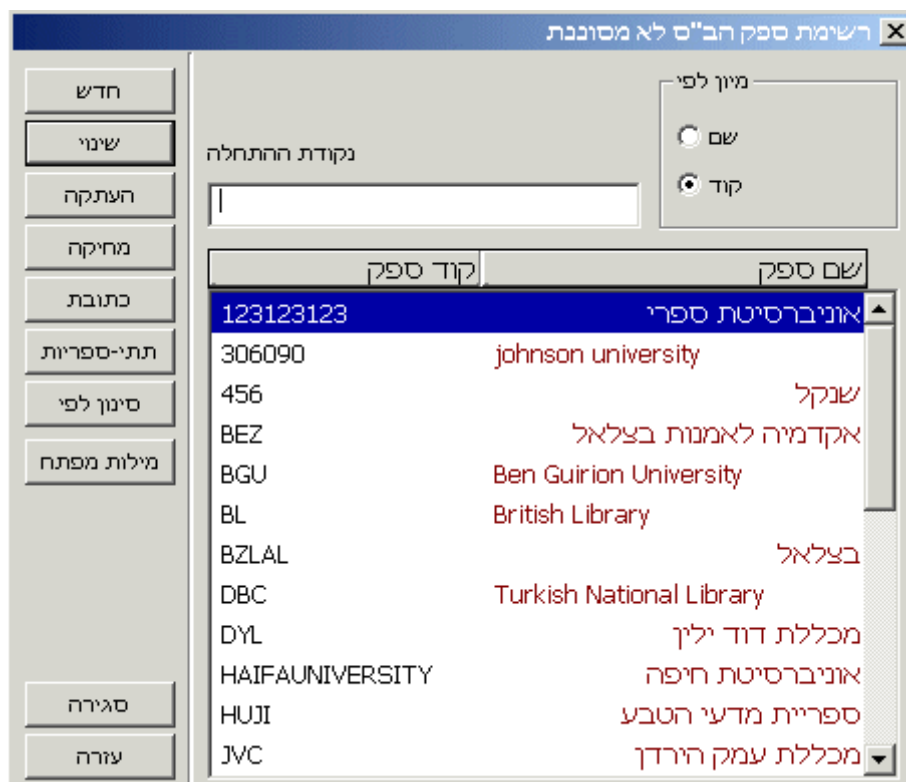 רשימת ספק הב"ס לא מסוננת
מיון לפי
שם
קוד
נקודת ההתחלה
חדש
שינוי
העתקה
מחיקה
כתובת
תתי-ספריות
סינון לפי
מילות מפתח
סגירה
עזרה
שם ספק קוד ספק
אוניברסיטת ספרי 123123123
johnson university 306090
שנקל 456
אקדמיה לאמנות בצלאל BEZ
Ben Guirion University BGU
British Library BL
בצלאל BZLAL
Turkish National Library DBC
מכללת דוד ילין DYL
אוניברסיטת חיפה HAIFAUNIVERSITY
ספריית מדעי הטבע HUJI
מכללת עמק הירדן JVC